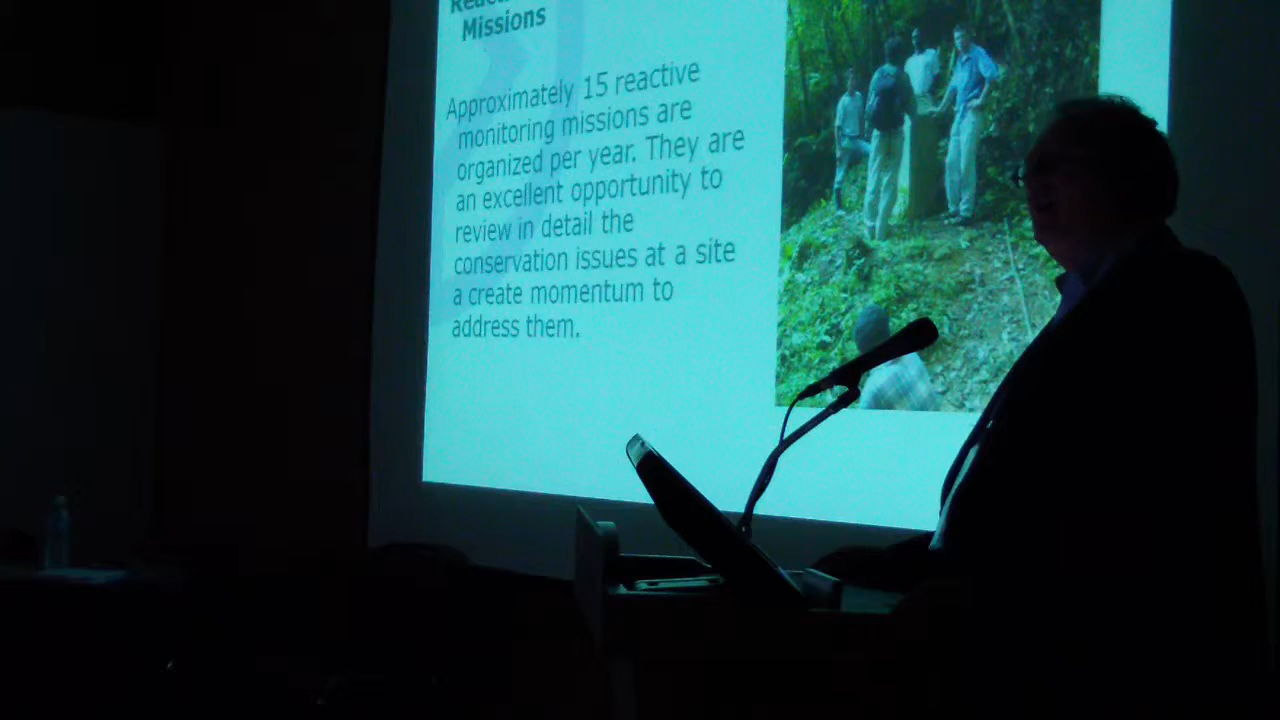 Missions
Approximately 15 reactive
monitoring missions are
organized per year. They are
an excellent opportunity to
review in detail the
conservation issues at a site
a create momentum to
address them.